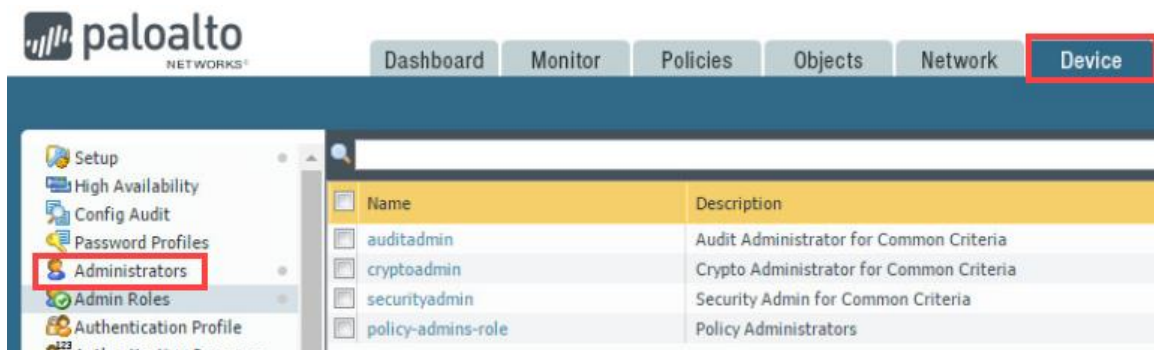 paloalto
NETWORKS®
Dashboard Monitor Policies Objects Network Device
Setup
High Availability
Config Audit
Password Profiles
Administrators
Admin Roles
Authentication Profile
Name Description
auditadmin Audit Administrator for Common Criteria
cryptoadmin Crypto Administrator for Common Criteria
securityadmin Security Admin for Common Criteria
policy-admins-role Policy Administrators